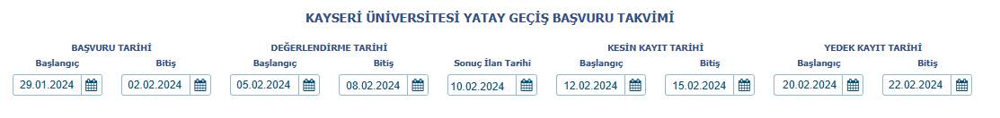 KAYSERİ ÜNİVERSİTESİ YATAY GEÇİŞ BAŞVURU TAKVİMİ
BAŞVURU TARİHİ DEĞERLENDİRME TARİHİ KESİN KAYIT TARİHİ YEDEK KAYIT TARİHİ
Başlangıç Bitiş Başlangıç Bitiş Sonuç İlan Tarihi Başlangıç Bitiş Başlangıç Bitiş
29.01.2024 02.02.2024 05.02.2024 08.02.2024 10.02.2024 12.02.2024 15.02.2024 20.02.2024 22.02.2024